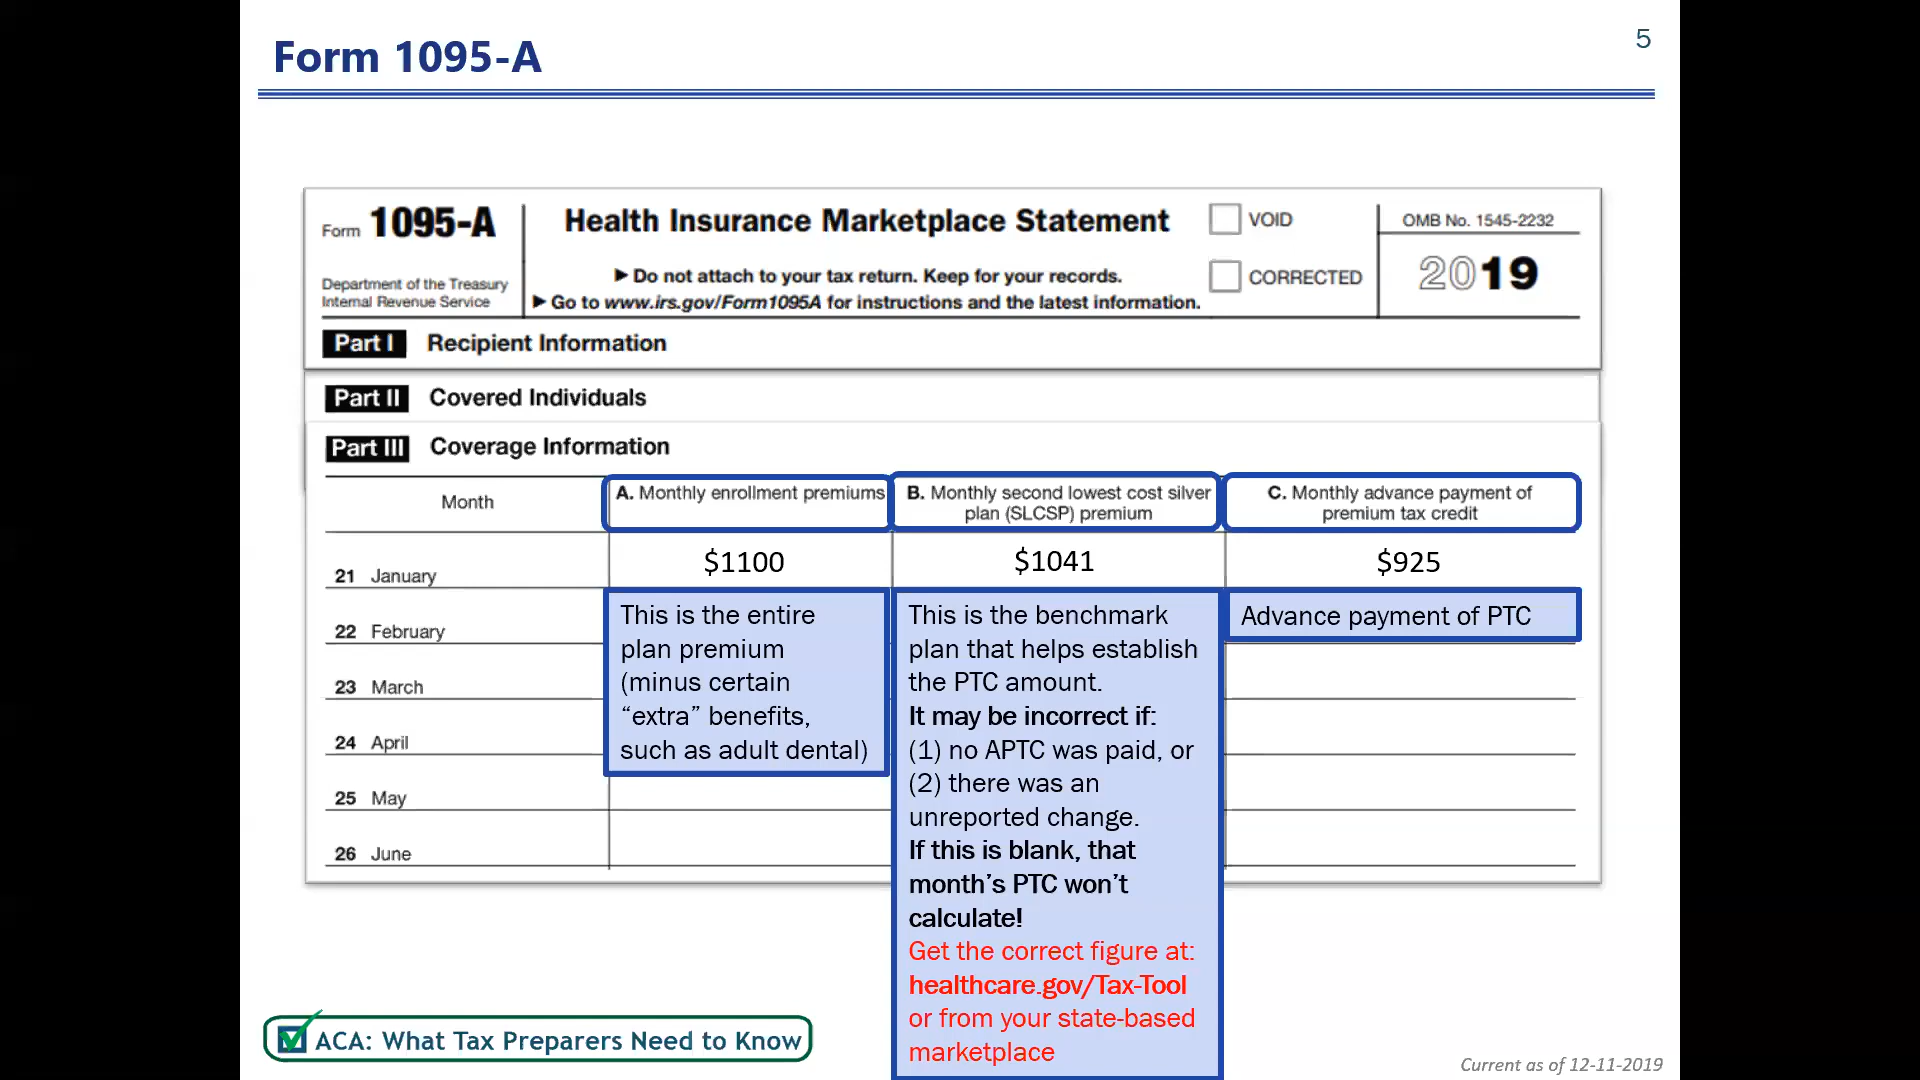 Form 1095-A
5
Form 1095-A
Health Insurance Marketplace Statement
VOID
OMB No. 1545-2232
Department of the Treasury
Internal Revenue Service
► Do not attach to your tax return. Keep for your records.
► Go to www.irs.gov/Form1095A for instructions and the latest information.
CORRECTED
2019
Part I Recipient Information
Part II Covered Individuals
Part III Coverage Information
Month
A. Monthly enrollment premiums
B. Monthly second lowest cost silver
plan (SLCSP) premium
C. Monthly advance payment of
premium tax credit
21 January
$1100
$1041
$925
22 February
23 March
24 April
25 May
26 June
This is the entire
plan premium
(minus certain
“extra” benefits,
such as adult dental)
This is the benchmark
plan that helps establish
the PTC amount.
It may be incorrect if:
(1) no APTC was paid, or
(2) there was an
unreported change.
If this is blank, that
month’s PTC won’t
calculate!
Get the correct figure at:
healthcare.gov/Tax-Tool
or from your state-based
marketplace
Advance payment of PTC
ACA: What Tax Preparers Need to Know
Current as of 12-11-2019